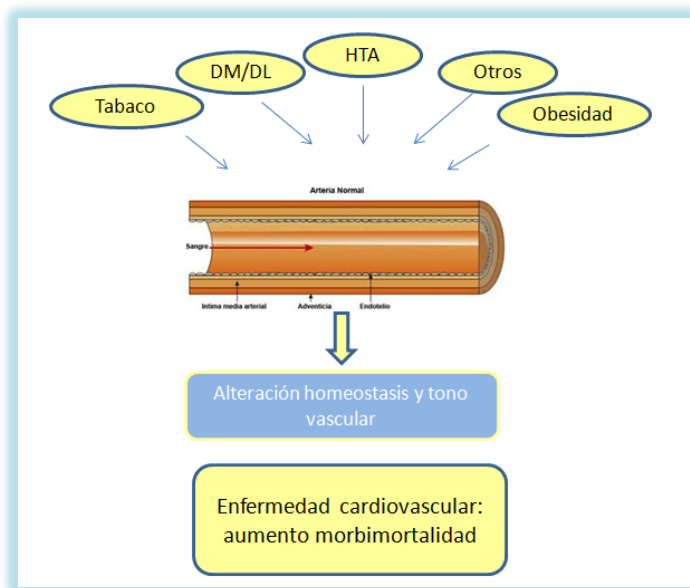 HTA
DM/DL
Otros
Tabaco
Obesidad
Arteria Normal
Sangre
Intima media arterial
Adventicia
Endotelio
Alteración homeostasis y tono
vascular
Enfermedad cardiovascular:
aumento morbimortalidad